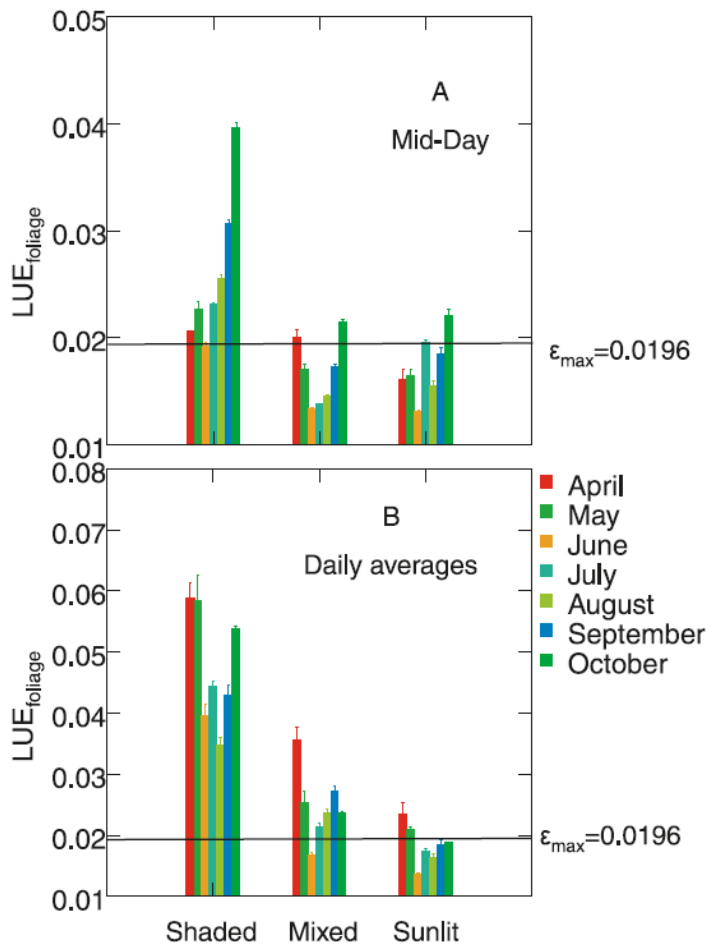 0.05
0.04
0.03
0.02
0.01
LUEfoliage
A
Mid-Day
εmax=0.0196
0.08
0.07
0.06
0.05
0.04
0.03
0.02
0.01
LUEfoliage
B
Daily averages
April
May
June
July
August
September
October
εmax=0.0196
Shaded Mixed Sunlit